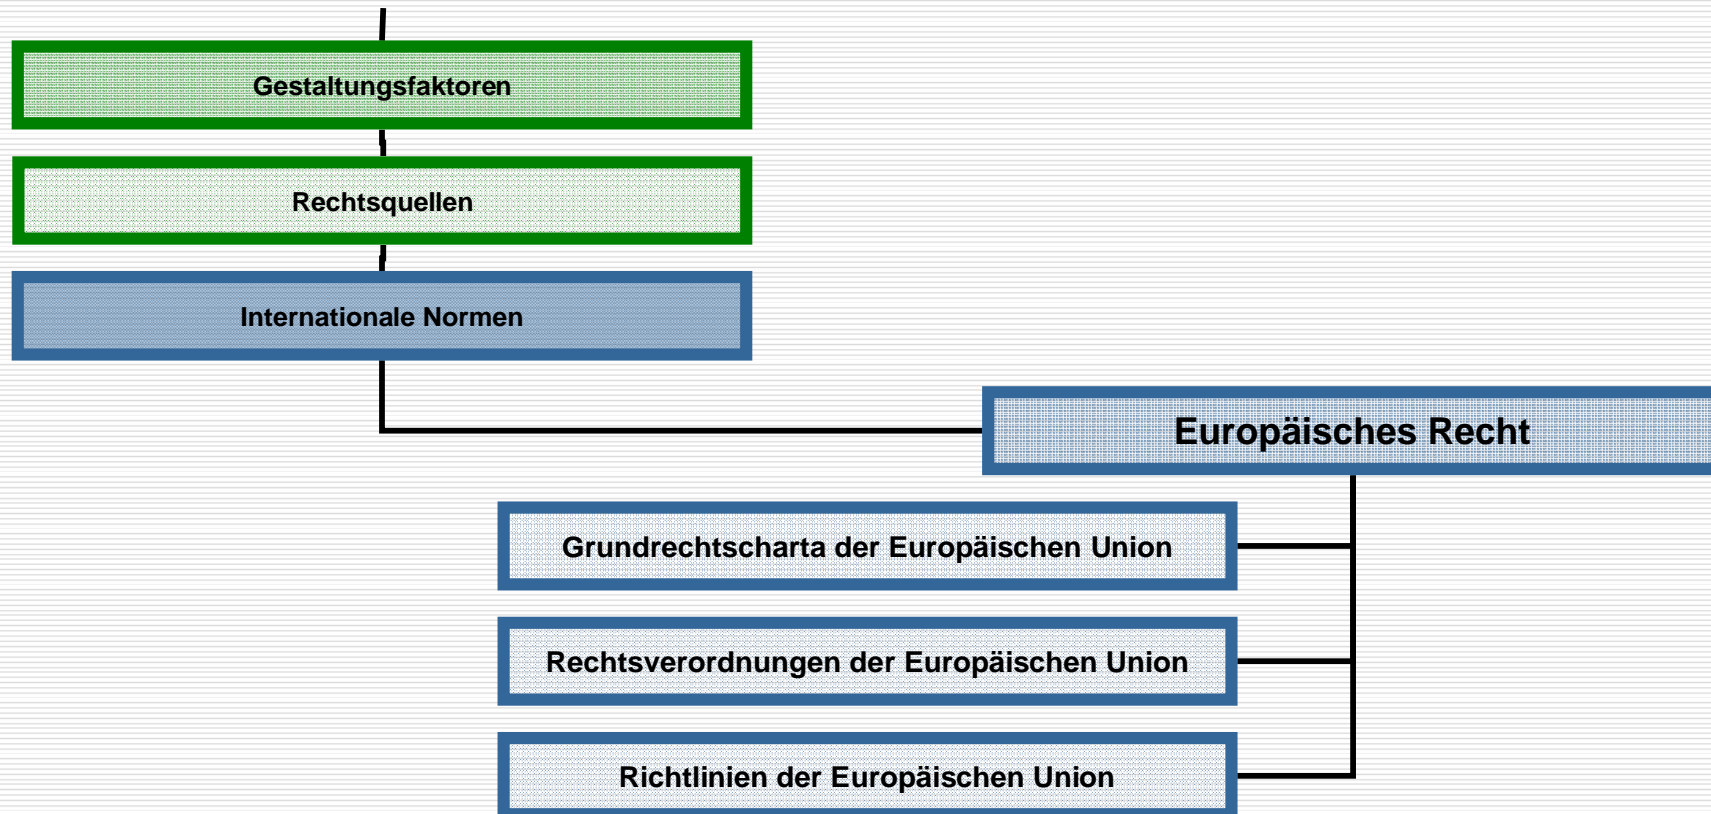 Gestaltungsfaktoren
Rechtsquellen
Internationale Normen
Europäisches Recht
Grundrechtscharta der Europäischen Union
Rechtsverordnungen der Europäischen Union
Richtlinien der Europäischen Union